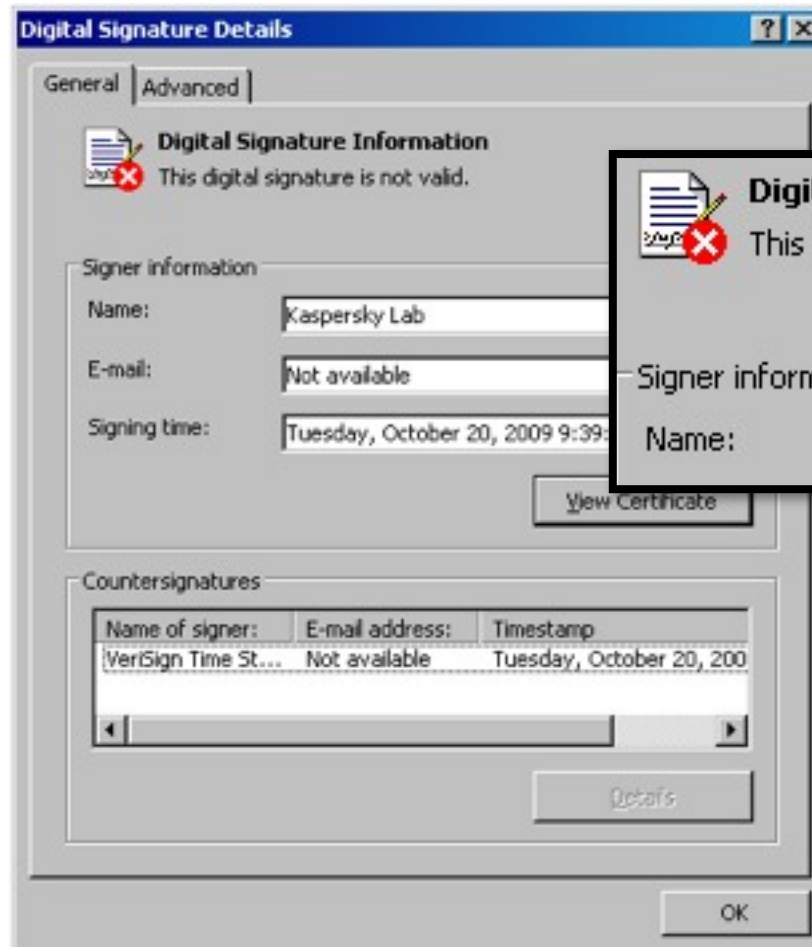 Digital Signature Details
General Advanced
Digital Signature Information
This digital signature is not valid.
Signer information
Name: Kaspersky Lab
E-mail: Not available
Signing time: Tuesday, October 20, 2009 9:39:
View Certificate
Countersignatures
Name of signer: E-mail address: Timestamp
VeriSign Time St... Not available Tuesday, October 20, 200
Details
OK
Digi
This
Signer inform
Name: